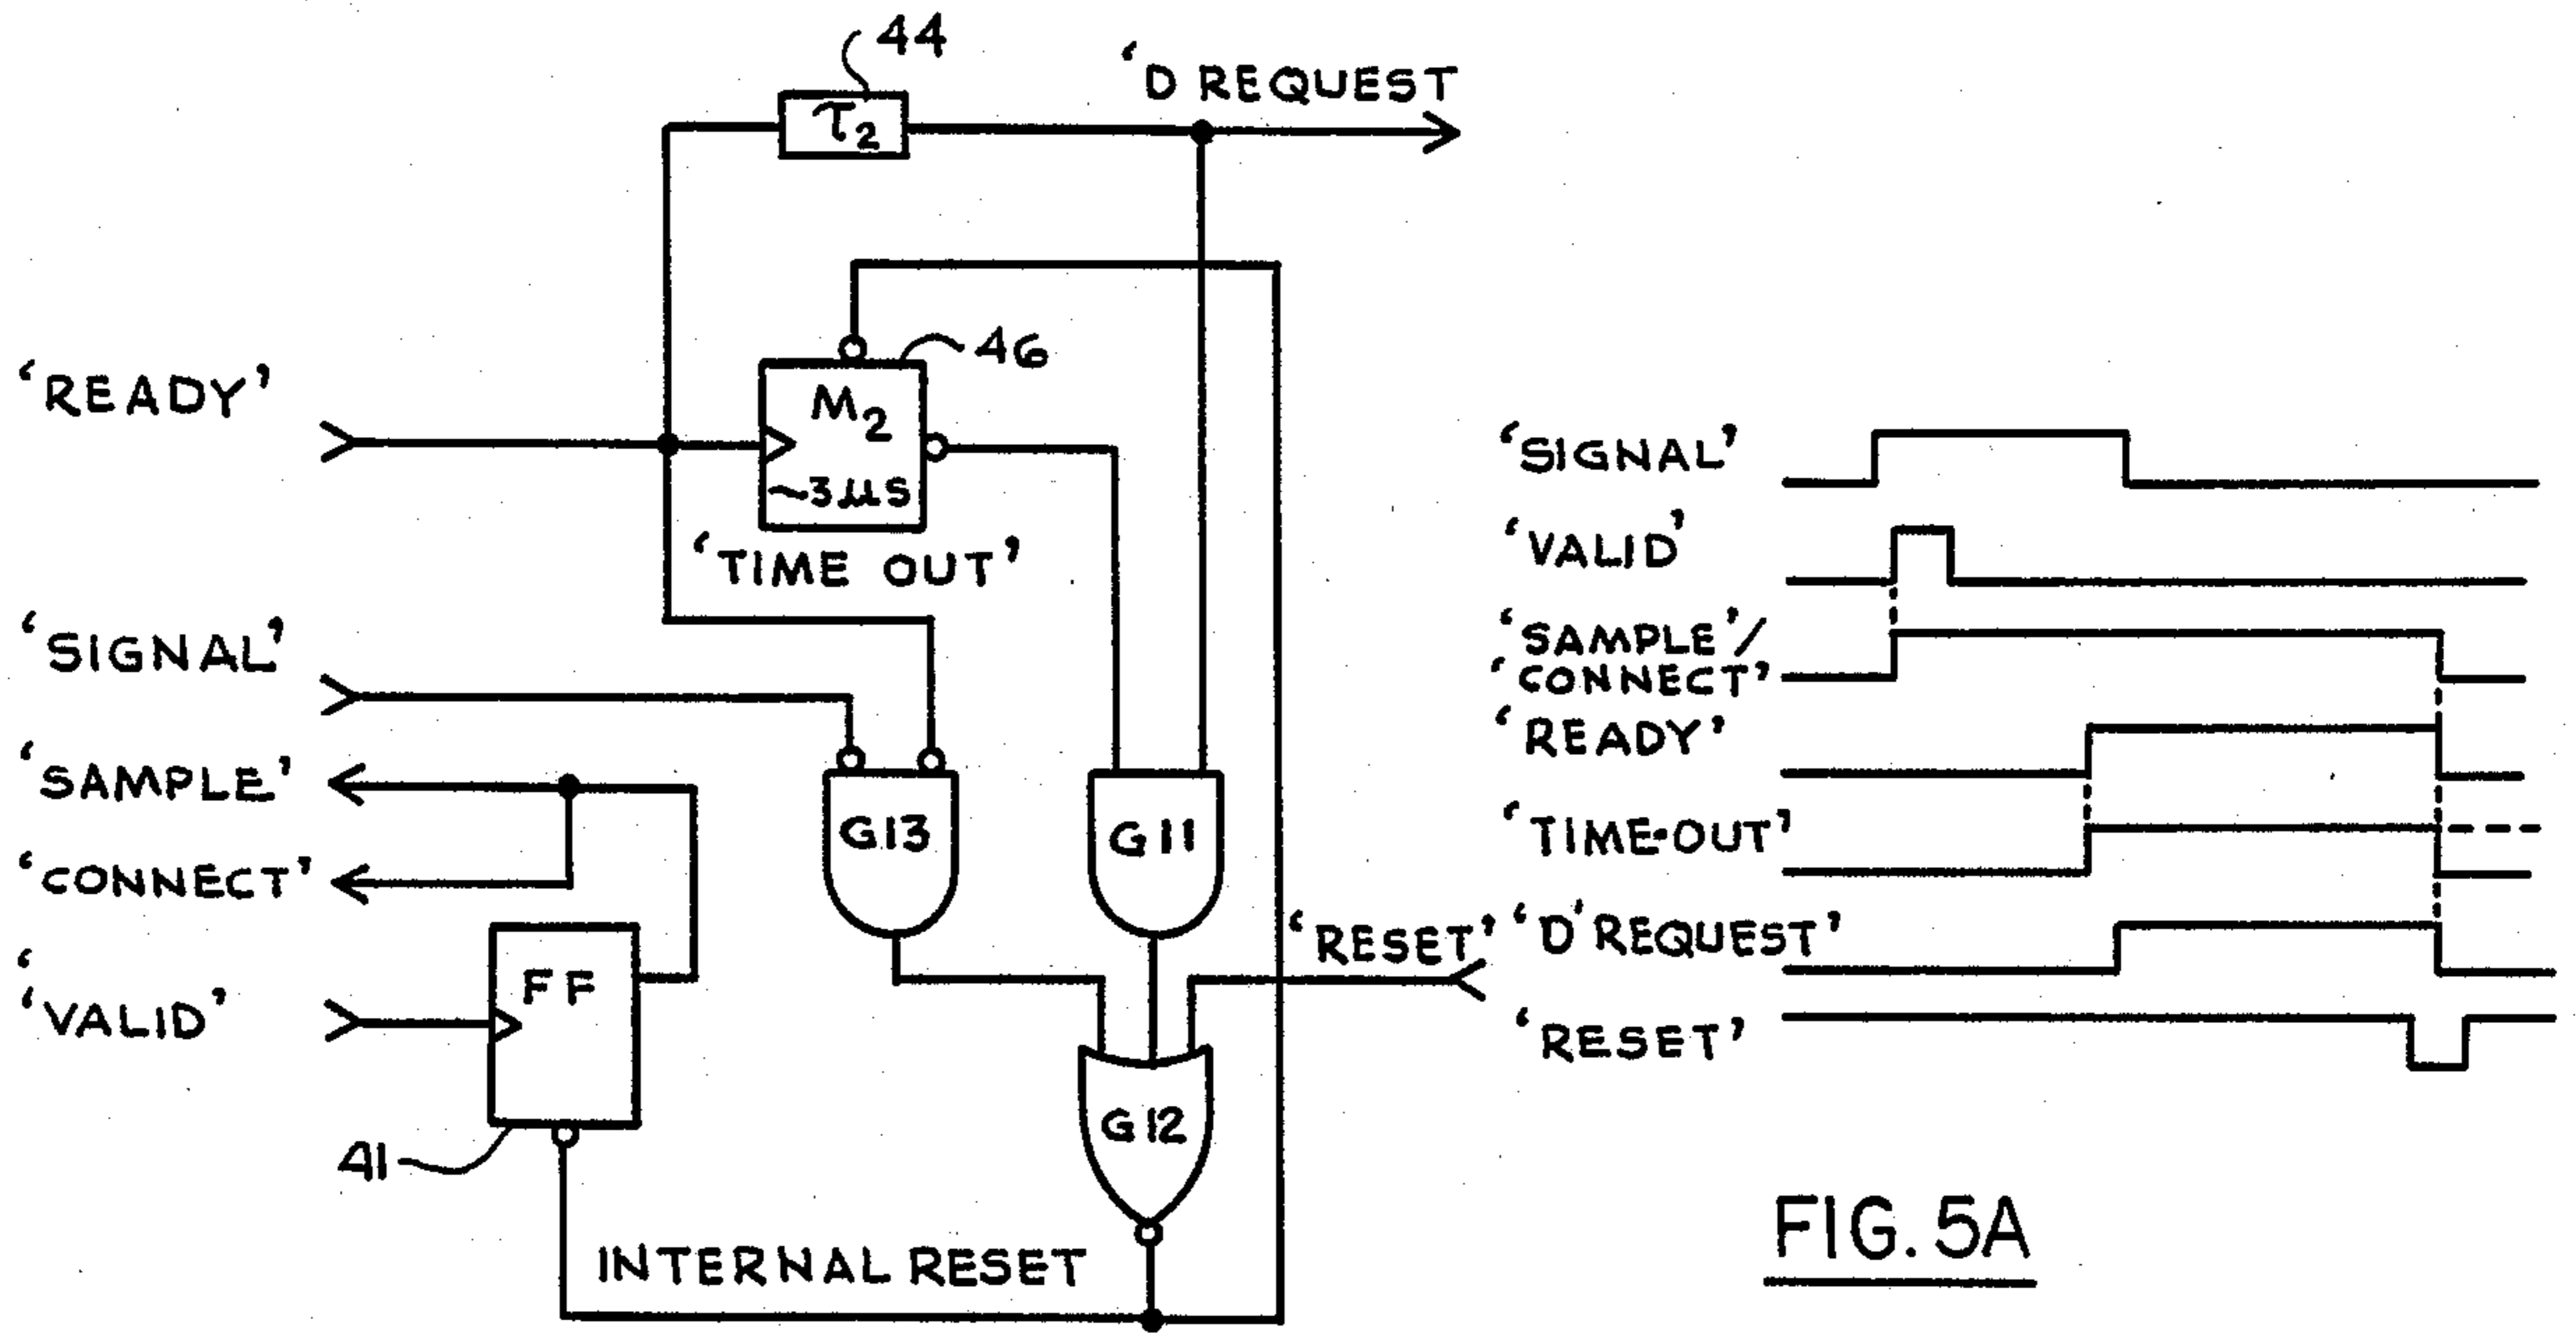 44
τ2
'D REQUEST
46
'READY'
M2
~3µS
'TIME OUT'
'SIGNAL'
'SAMPLE'
G13
G11
'CONNECT'
'RESET'
FF
'VALID'
G12
41
INTERNAL RESET
'SIGNAL'
'VALID'
'SAMPLE'/
'CONNECT'
'READY'
'TIME-OUT'
'D' REQUEST'
'RESET'
FIG. 5A